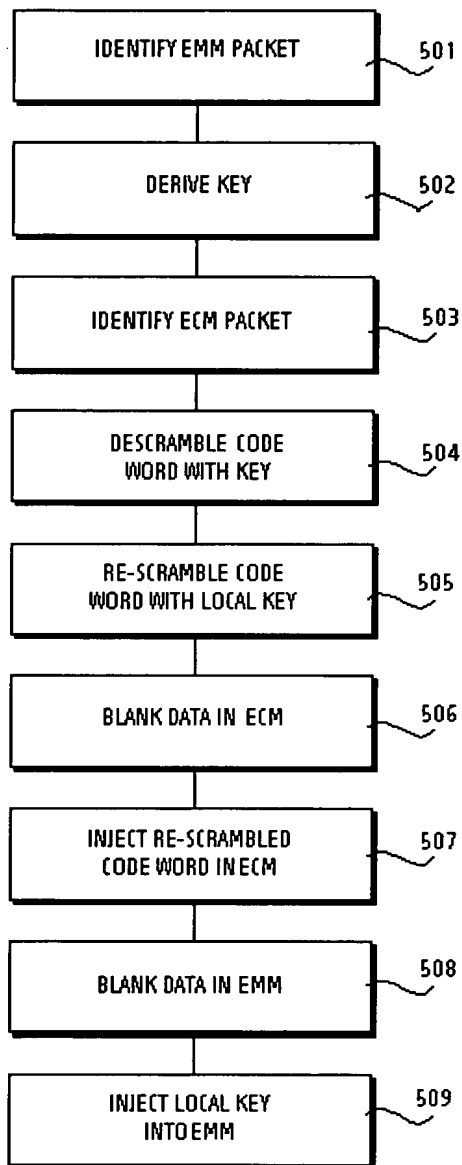 IDENTIFY EMM PACKET
501
DERIVE KEY
502
IDENTIFY ECM PACKET
503
DESCRAMBLE CODE
WORD WITH KEY
504
RE-SCRAMBLE CODE
WORD WITH LOCAL KEY
505
BLANK DATA IN ECM
506
INJECT RE-SCRAMBLED
CODE WORD IN ECM
507
BLANK DATA IN EMM
508
INJECT LOCAL KEY
INTO EMM
509